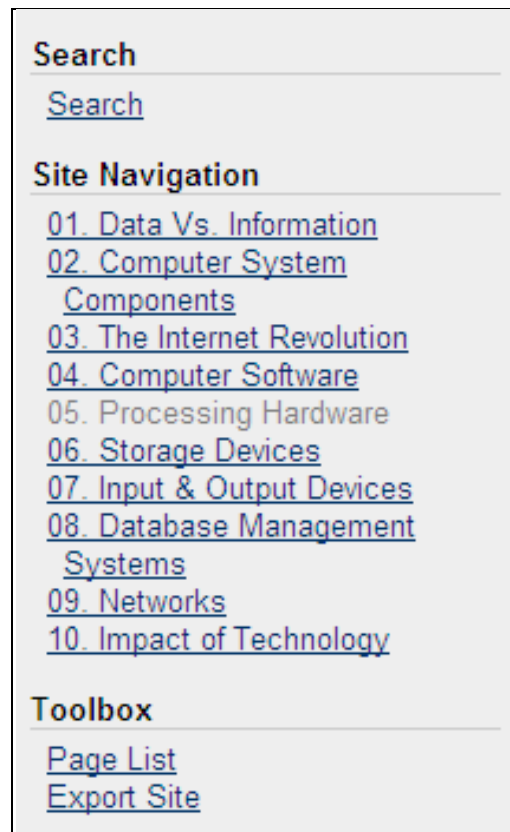 Search
Search
Site Navigation
01. Data Vs. Information
02. Computer System
Components
03. The Internet Revolution
04. Computer Software
05. Processing Hardware
06. Storage Devices
07. Input & Output Devices
08. Database Management
Systems
09. Networks
10. Impact of Technology
Toolbox
Page List
Export Site